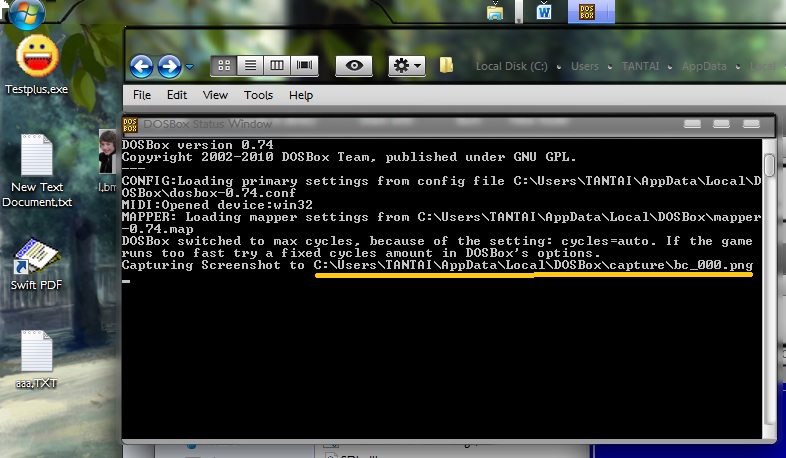 Testplus.exe
New Text
Document.txt
Swift PDF
aaa.TXT
Local Disk (C:) Users TANTAI AppData Local
File Edit View Tools Help
DOSBox Status Window
DOSBox version 0.74
Copyright 2002-2010 DOSBox Team, published under GNU GPL.
---
CONFIG:Loading primary settings from config file C:\Users\TANTAI\AppData\Local\D
OSBox\dosbox-0.74.conf
MIDI:Opened device:win32
MAPPER: Loading mapper settings from C:\Users\TANTAI\AppData\Local\DOSBox\mapper
-0.74.map
DOSBox switched to max cycles, because of the setting: cycles=auto. If the game
runs too fast try a fixed cycles amount in DOSBox's options.
Capturing Screenshot to C:\Users\TANTAI\AppData\Local\DOSBox\capture\bc_000.png